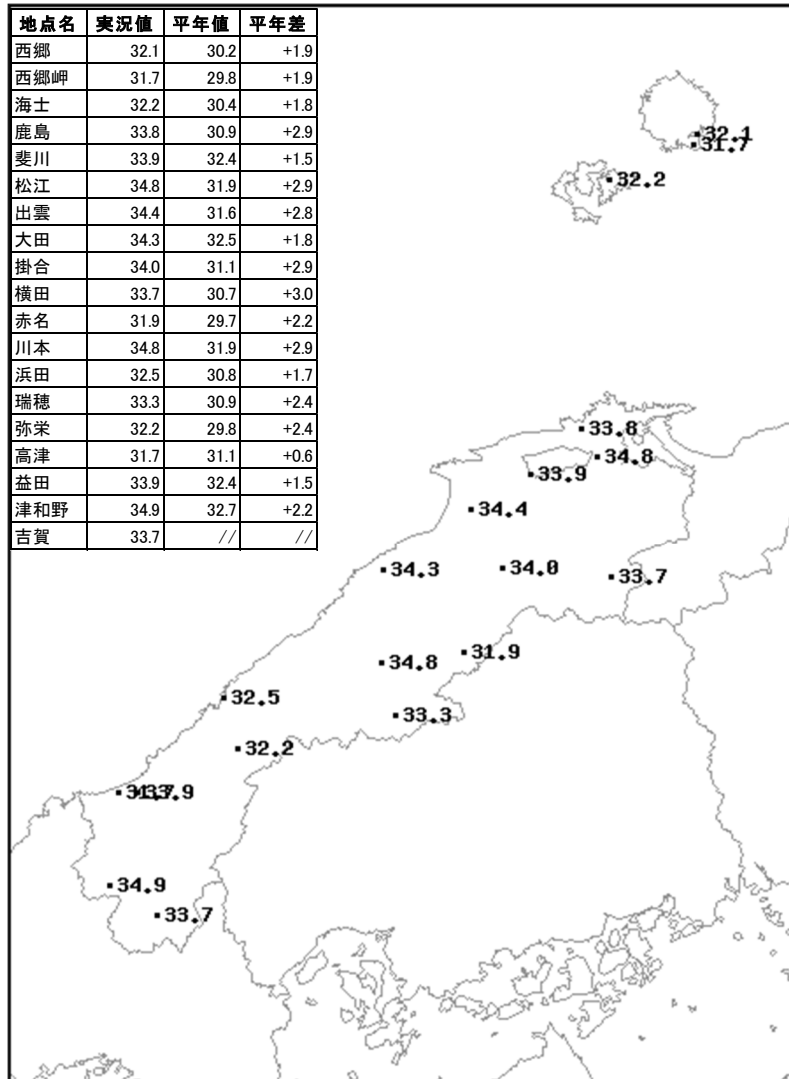 地点名 実況値 平年値 平年差
西郷 32.1 30.2 +1.9
西郷岬 31.7 29.8 +1.9
海士 32.2 30.4 +1.8
鹿島 33.8 30.9 +2.9
斐川 33.9 32.4 +1.5
松江 34.8 31.9 +2.9
出雲 34.4 31.6 +2.8
大田 34.3 32.5 +1.8
掛合 34.0 31.1 +2.9
横田 33.7 30.7 +3.0
赤名 31.9 29.7 +2.2
川本 34.8 31.9 +2.9
浜田 32.5 30.8 +1.7
瑞穂 33.3 30.9 +2.4
弥栄 32.2 29.8 +2.4
高津 31.7 31.1 +0.6
益田 33.9 32.4 +1.5
津和野 34.9 32.7 +2.2
吉賀 33.7 // //
32.1
31.7
32.2
33.8
34.8
33.9
34.4
34.3
34.0
33.7
31.9
34.8
32.5
33.3
32.2
31.7
33.9
34.9
33.7